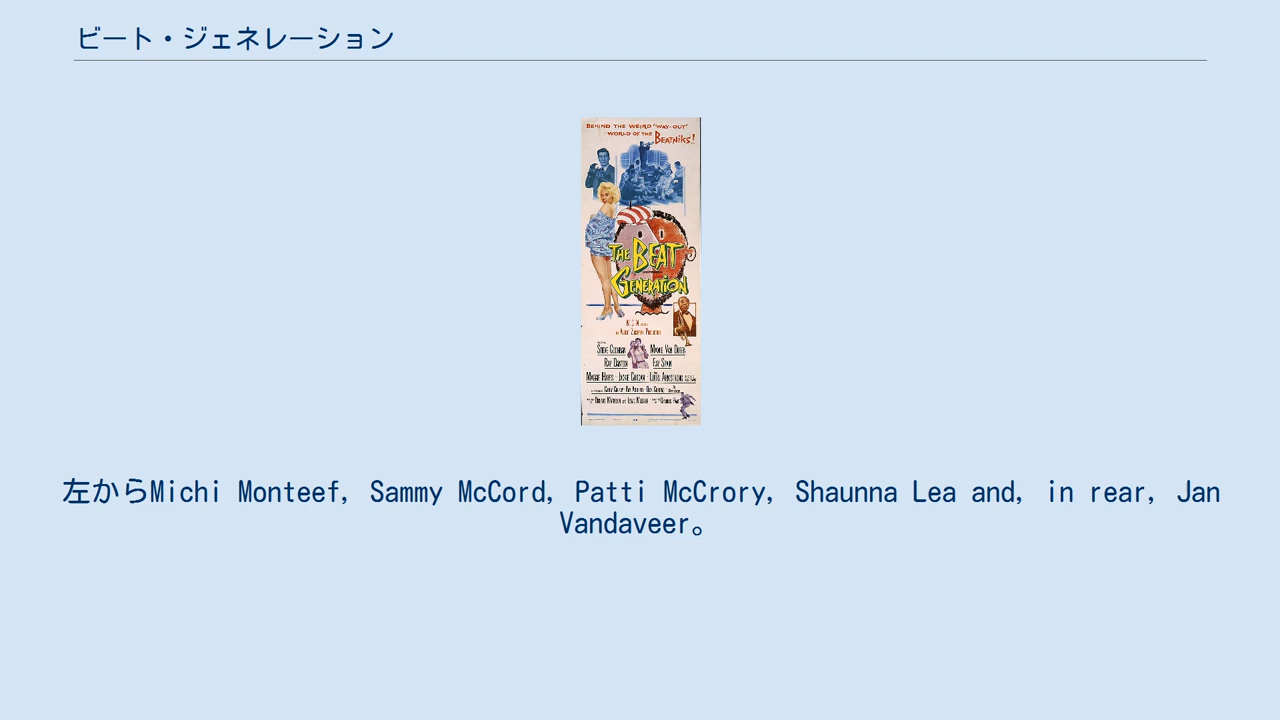 ビート・ジェネレーション
BEHIND THE WEIRD "WAY-OUT"
WORLD OF THE BEATNIKS!
THE BEAT
GENERATION
左からMichi Monteef, Sammy McCord, Patti McCrory, Shaunna Lea and, in rear, Jan
Vandaveer。